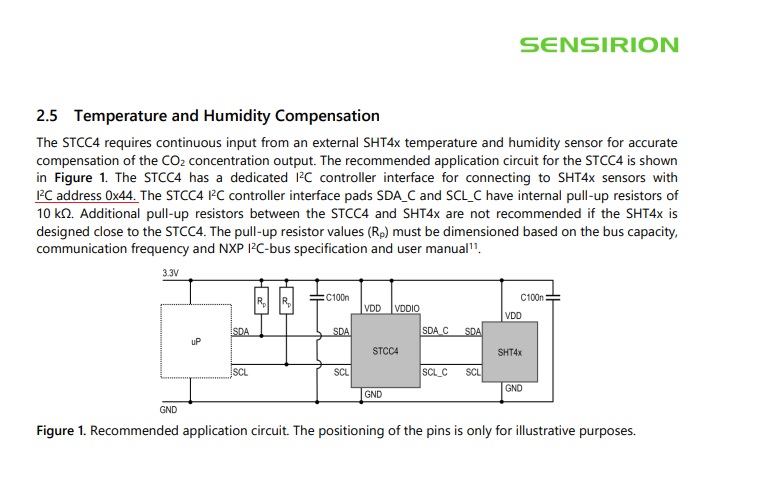 SENSIRION
2.5 Temperature and Humidity Compensation
The STCC4 requires continuous input from an external SHT4x temperature and humidity sensor for accurate
compensation of the CO₂ concentration output. The recommended application circuit for the STCC4 is shown
in Figure 1. The STCC4 has a dedicated I²C controller interface for connecting to SHT4x sensors with
I²C address 0x44. The STCC4 I²C controller interface pads SDA_C and SCL_C have internal pull-up resistors of
10 kΩ. Additional pull-up resistors between the STCC4 and SHT4x are not recommended if the SHT4x is
designed close to the STCC4. The pull-up resistor values (Rₚ) must be dimensioned based on the bus capacity,
communication frequency and NXP I²C-bus specification and user manual¹¹.
3.3V
Rₚ Rₚ C100n VDD VDDIO C100n
VDD
SDA SDA SDA_C SDA
uP STCC4 SHT4x
SCL SCL SCL_C SCL
GND GND
GND
Figure 1. Recommended application circuit. The positioning of the pins is only for illustrative purposes.